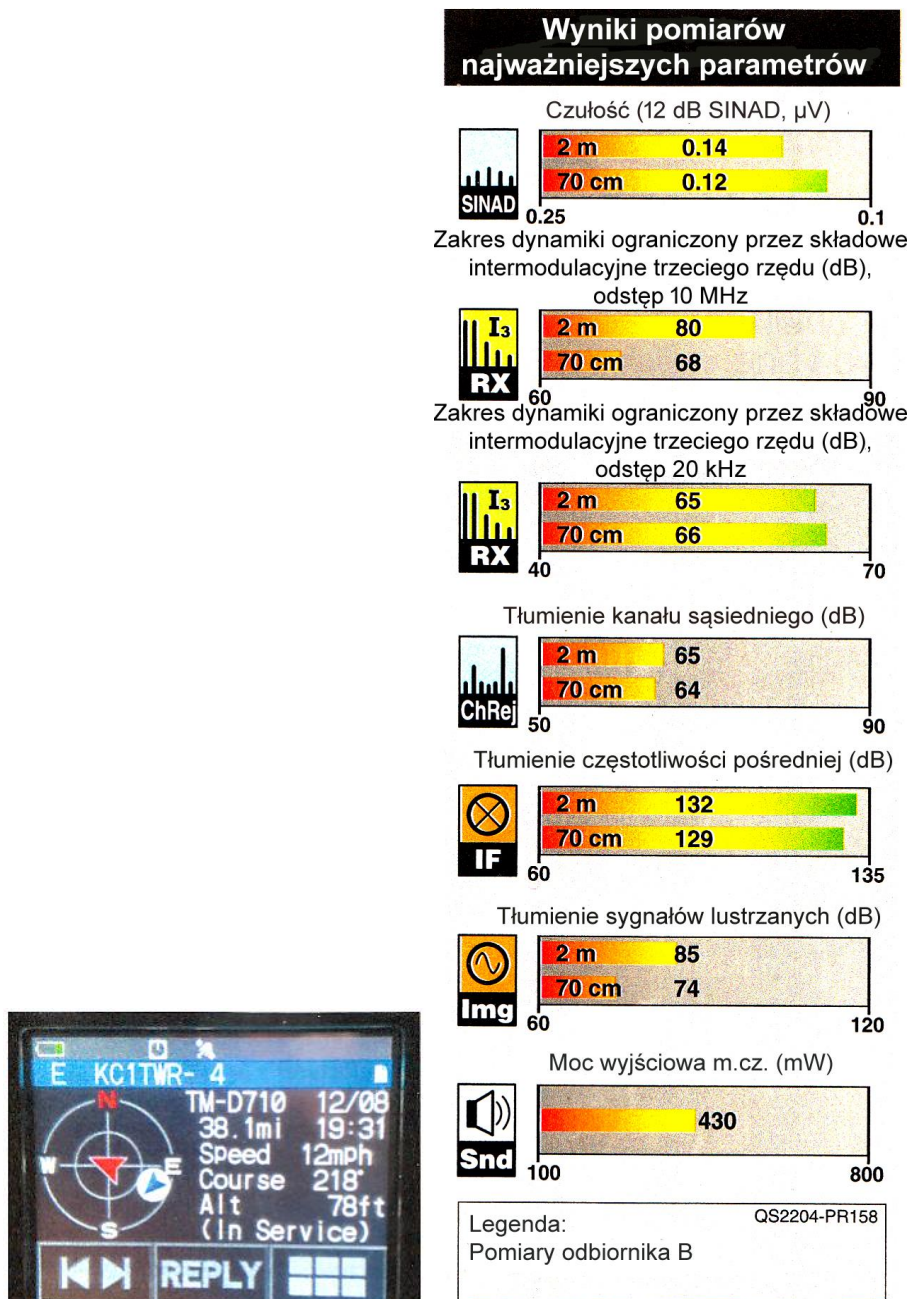 Wyniki pomiarów
najważniejszych parametrów
Czułość (12 dB SINAD, µV)
SINAD
2 m 0.14
70 cm 0.12
0.25 0.1
Zakres dynamiki ograniczony przez składowe
intermodulacyjne trzeciego rzędu (dB),
odstęp 10 MHz
I3
RX
2 m 80
70 cm 68
60 90
Zakres dynamiki ograniczony przez składowe
intermodulacyjne trzeciego rzędu (dB),
odstęp 20 kHz
I3
RX
2 m 65
70 cm 66
40 70
Tłumienie kanału sąsiedniego (dB)
ChRej
2 m 65
70 cm 64
50 90
Tłumienie częstotliwości pośredniej (dB)
IF
2 m 132
70 cm 129
60 135
Tłumienie sygnałów lustrzanych (dB)
Img
2 m 85
70 cm 74
60 120
Moc wyjściowa m.cz. (mW)
Snd
430
100 800
Legenda: QS2204-PR158
Pomiary odbiornika B
E KC1TWR- 4
N
W E
S
TM-D710 12/08
38.1mi 19:31
Speed 12mph
Course 218°
Alt 78ft
(In Service)
REPLY